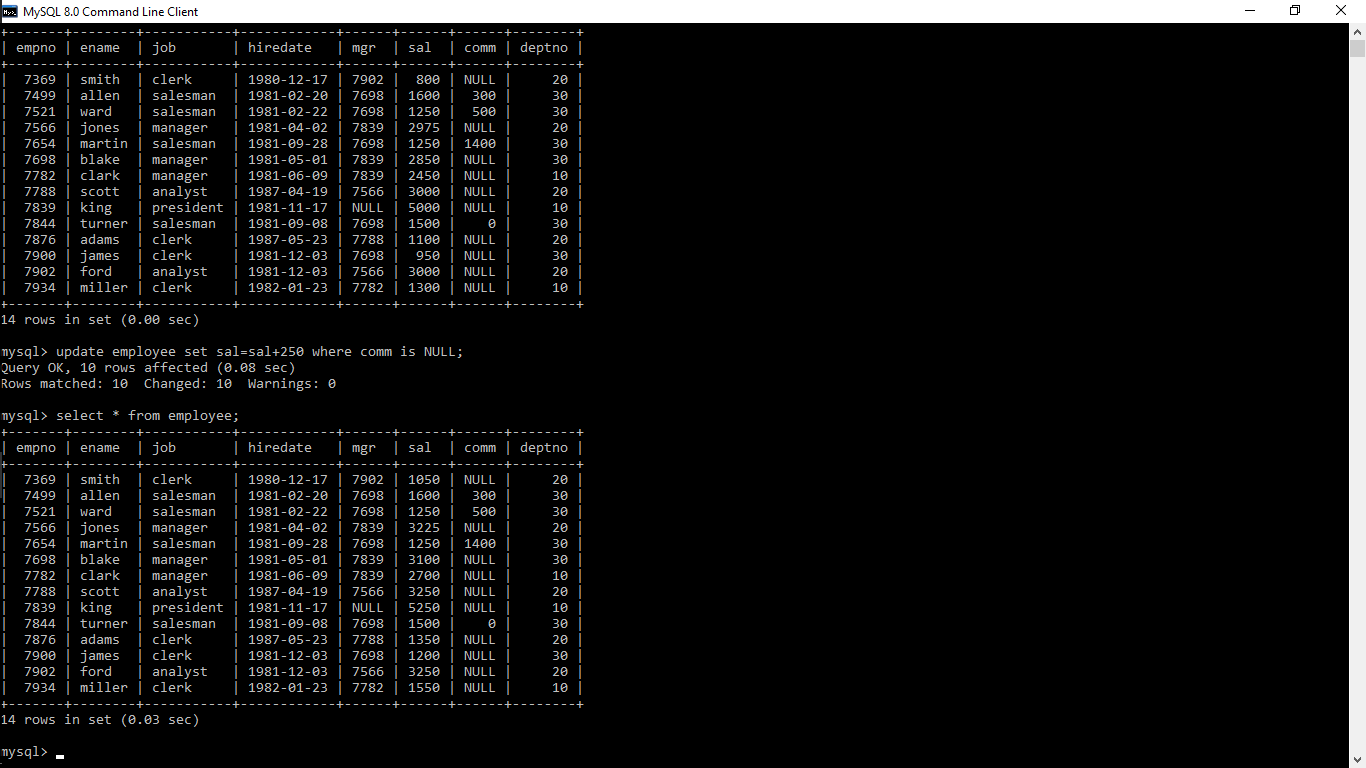 MySQL 8.0 Command Line Client
+-------+--------+-----------+------------+------+------+------+--------+
| empno | ename  | job       | hiredate   | mgr  | sal  | comm | deptno |
+-------+--------+-----------+------------+------+------+------+--------+
|  7369 | smith  | clerk     | 1980-12-17 | 7902 |  800 | NULL |     20 |
|  7499 | allen  | salesman  | 1981-02-20 | 7698 | 1600 |  300 |     30 |
|  7521 | ward   | salesman  | 1981-02-22 | 7698 | 1250 |  500 |     30 |
|  7566 | jones  | manager   | 1981-04-02 | 7839 | 2975 | NULL |     20 |
|  7654 | martin | salesman  | 1981-09-28 | 7698 | 1250 | 1400 |     30 |
|  7698 | blake  | manager   | 1981-05-01 | 7839 | 2850 | NULL |     30 |
|  7782 | clark  | manager   | 1981-06-09 | 7839 | 2450 | NULL |     10 |
|  7788 | scott  | analyst   | 1987-04-19 | 7566 | 3000 | NULL |     20 |
|  7839 | king   | president | 1981-11-17 | NULL | 5000 | NULL |     10 |
|  7844 | turner | salesman  | 1981-09-08 | 7698 | 1500 |    0 |     30 |
|  7876 | adams  | clerk     | 1987-05-23 | 7788 | 1100 | NULL |     20 |
|  7900 | james  | clerk     | 1981-12-03 | 7698 |  950 | NULL |     30 |
|  7902 | ford   | analyst   | 1981-12-03 | 7566 | 3000 | NULL |     20 |
|  7934 | miller | clerk     | 1982-01-23 | 7782 | 1300 | NULL |     10 |
+-------+--------+-----------+------------+------+------+------+--------+
14 rows in set (0.00 sec)
mysql> update employee set sal=sal+250 where comm is NULL;
Query OK, 10 rows affected (0.08 sec)
Rows matched: 10  Changed: 10  Warnings: 0
mysql> select * from employee;
+-------+--------+-----------+------------+------+------+------+--------+
| empno | ename  | job       | hiredate   | mgr  | sal  | comm | deptno |
+-------+--------+-----------+------------+------+------+------+--------+
|  7369 | smith  | clerk     | 1980-12-17 | 7902 | 1050 | NULL |     20 |
|  7499 | allen  | salesman  | 1981-02-20 | 7698 | 1600 |  300 |     30 |
|  7521 | ward   | salesman  | 1981-02-22 | 7698 | 1250 |  500 |     30 |
|  7566 | jones  | manager   | 1981-04-02 | 7839 | 3225 | NULL |     20 |
|  7654 | martin | salesman  | 1981-09-28 | 7698 | 1250 | 1400 |     30 |
|  7698 | blake  | manager   | 1981-05-01 | 7839 | 3100 | NULL |     30 |
|  7782 | clark  | manager   | 1981-06-09 | 7839 | 2700 | NULL |     10 |
|  7788 | scott  | analyst   | 1987-04-19 | 7566 | 3250 | NULL |     20 |
|  7839 | king   | president | 1981-11-17 | NULL | 5250 | NULL |     10 |
|  7844 | turner | salesman  | 1981-09-08 | 7698 | 1500 |    0 |     30 |
|  7876 | adams  | clerk     | 1987-05-23 | 7788 | 1350 | NULL |     20 |
|  7900 | james  | clerk     | 1981-12-03 | 7698 | 1200 | NULL |     30 |
|  7902 | ford   | analyst   | 1981-12-03 | 7566 | 3250 | NULL |     20 |
|  7934 | miller | clerk     | 1982-01-23 | 7782 | 1550 | NULL |     10 |
+-------+--------+-----------+------------+------+------+------+--------+
14 rows in set (0.03 sec)
mysql> _